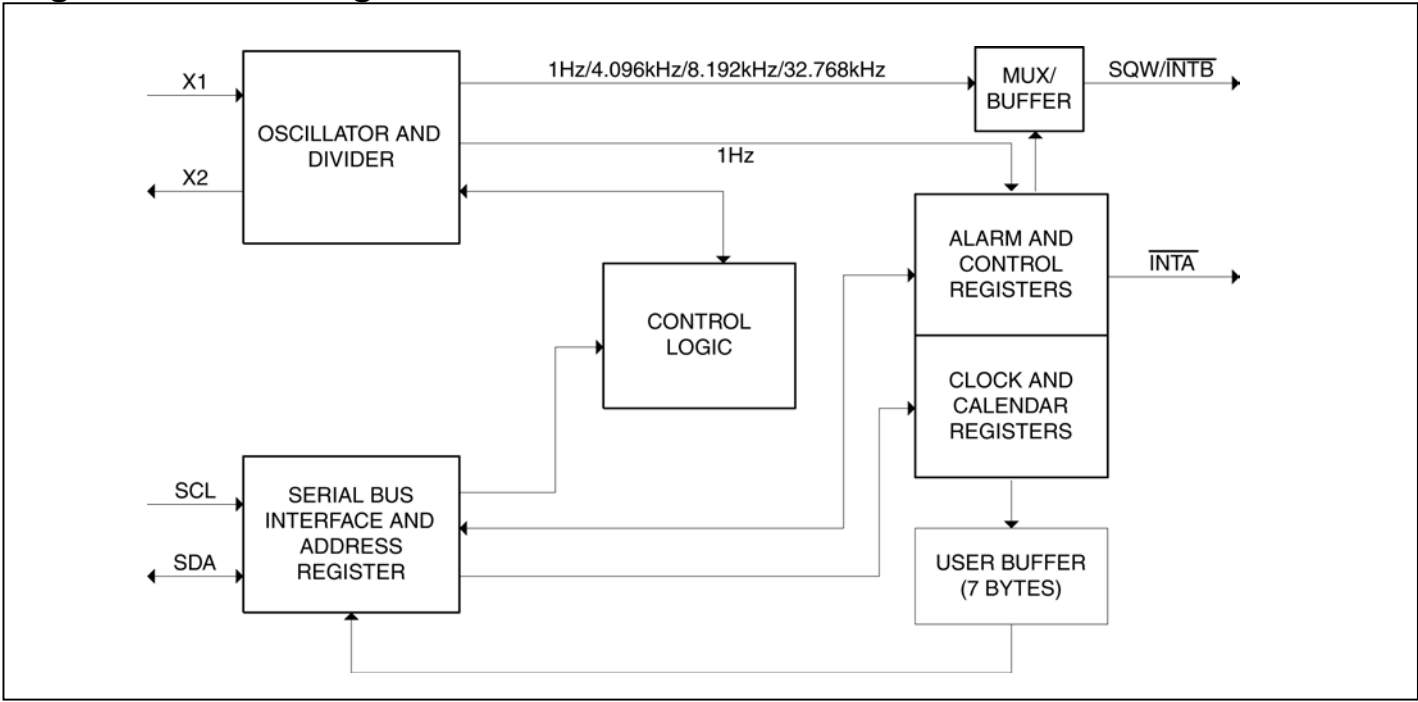 1Hz/4.096kHz/8.192kHz/32.768kHz
MUX/
BUFFER
SQW/INTB
X1
OSCILLATOR AND
DIVIDER
1Hz
X2
ALARM AND
CONTROL
REGISTERS
INTA
CONTROL
LOGIC
CLOCK AND
CALENDAR
REGISTERS
SCL
SERIAL BUS
INTERFACE AND
ADDRESS
REGISTER
SDA
USER BUFFER
(7 BYTES)